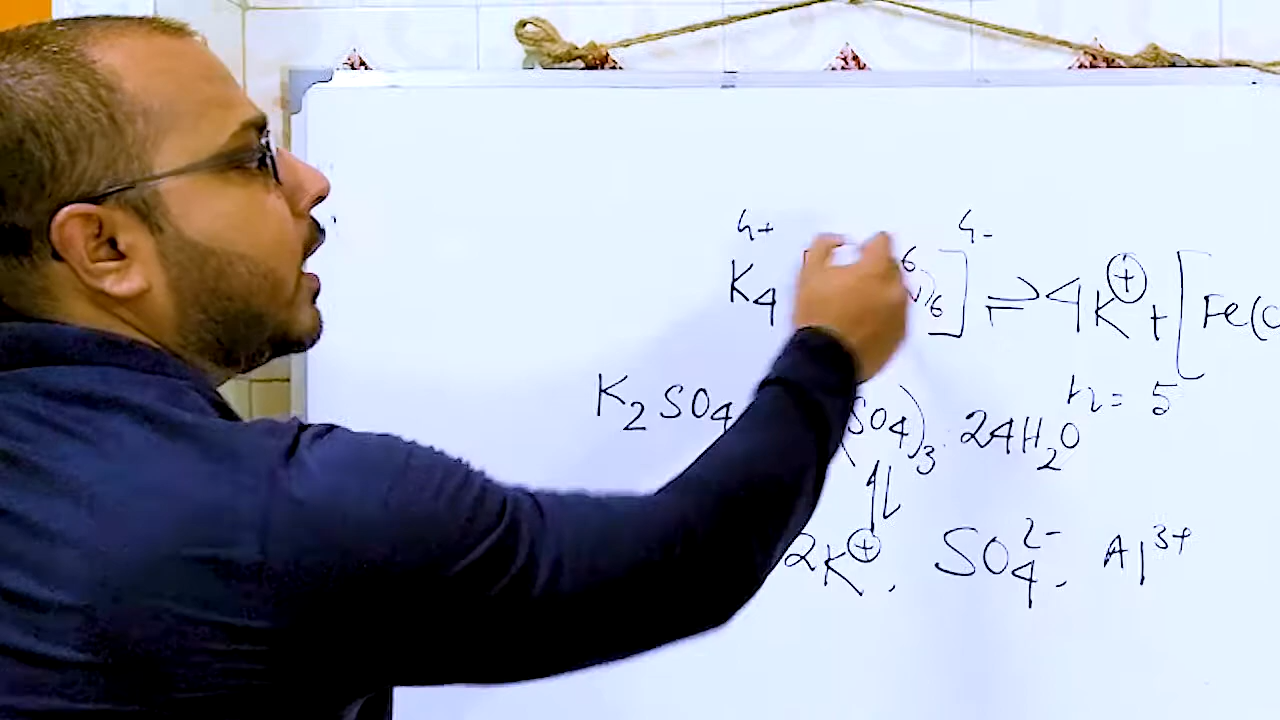 4+ 4-
K4 6 )6] ⇌ 4K⊕ + [Fe(C
n = 5
K2SO4 (SO4)3 . 24H2O
⇅
2K⊕, SO4 2-, Al3+